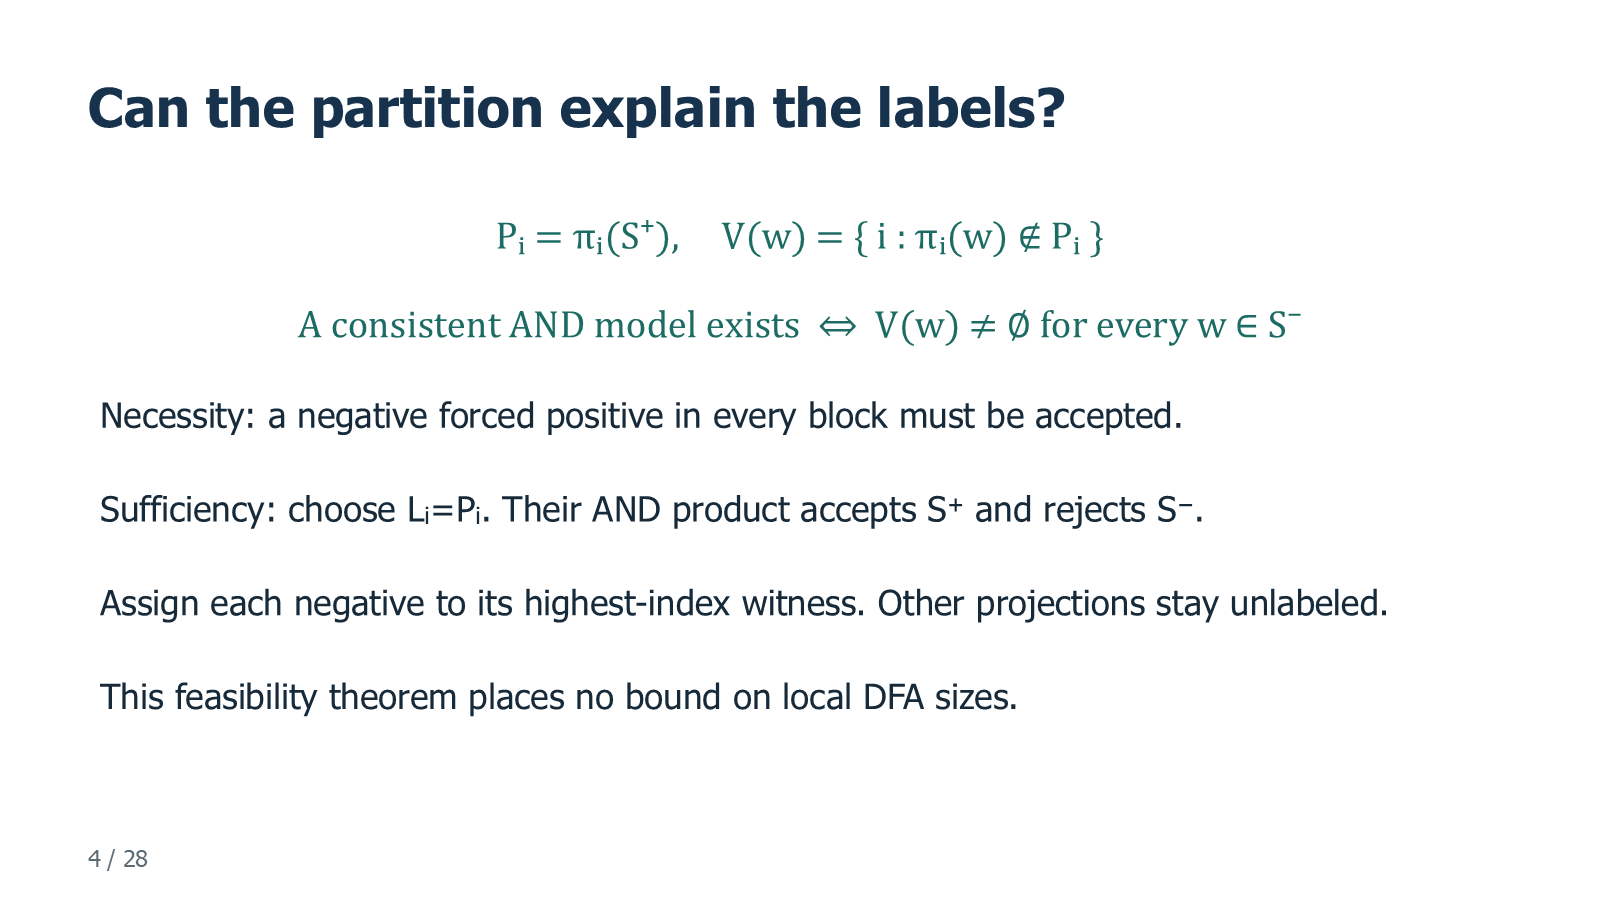 Can the partition explain the labels?
Pᵢ = πᵢ(S⁺),    V(w) = { i : πᵢ(w) ∉ Pᵢ }
A consistent AND model exists ⇔ V(w) ≠ ∅ for every w ∈ S⁻
Necessity: a negative forced positive in every block must be accepted.
Sufficiency: choose Lᵢ=Pᵢ. Their AND product accepts S⁺ and rejects S⁻.
Assign each negative to its highest-index witness. Other projections stay unlabeled.
This feasibility theorem places no bound on local DFA sizes.
4 / 28